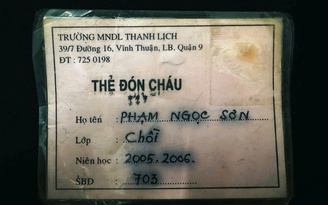 TRƯỜNG MNDL THANH LỊCH
39/7 Đường 16, Vĩnh Thuận, LB. Quận 9
ĐT : 725 0198
THẺ ĐÓN CHÁU
Họ tên : PHẠM NGỌC SƠN
Lớp : Chồi
Niên học : 2005.2006.
SBD : 703